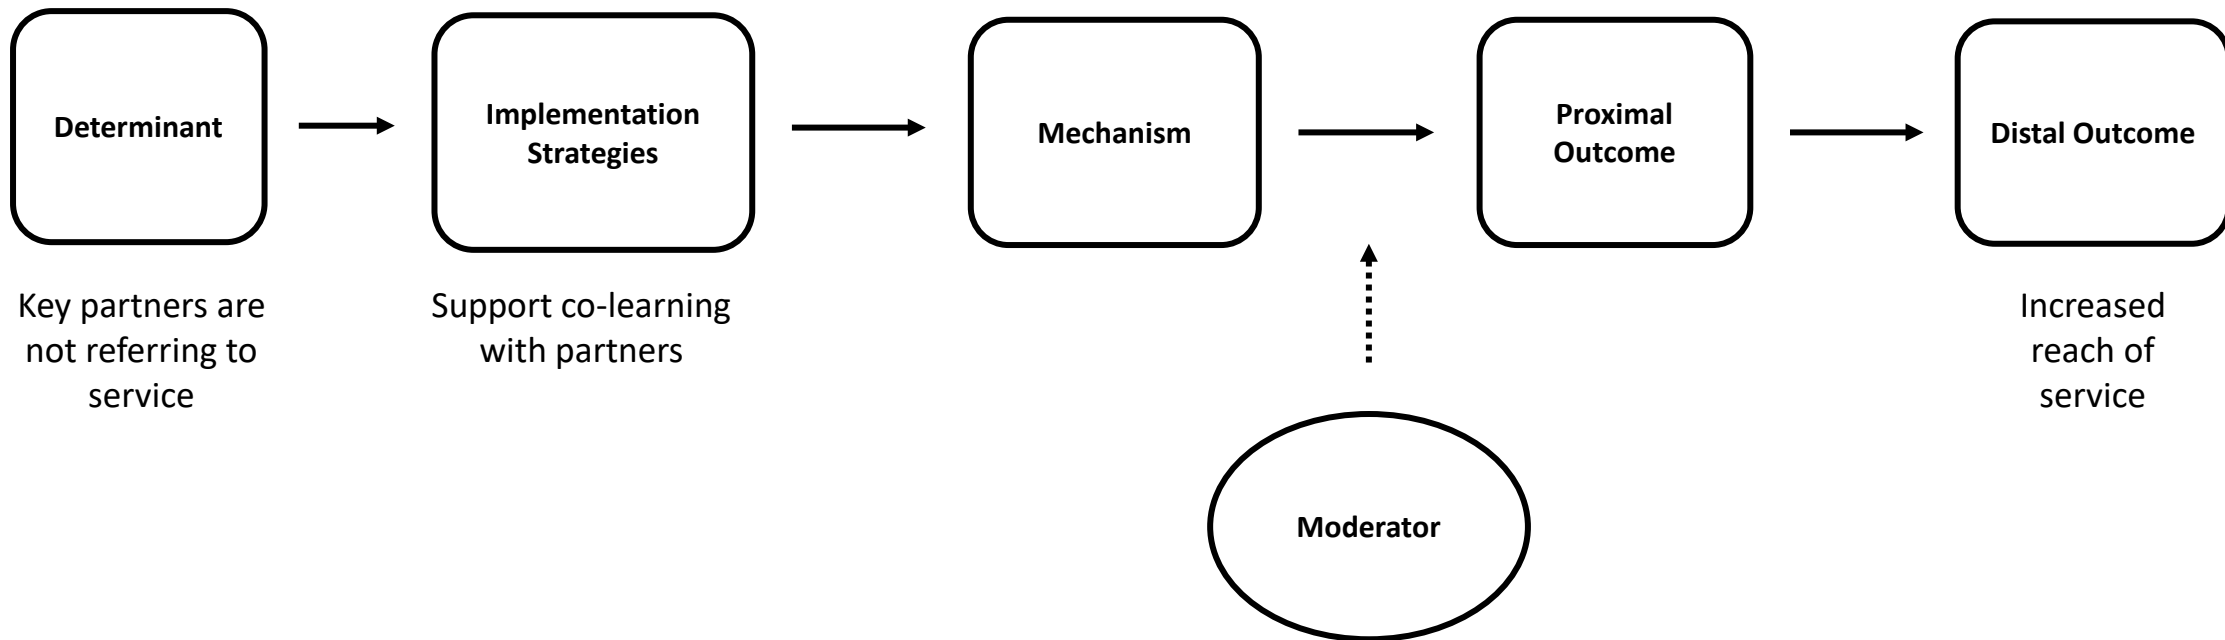 Determinant
Implementation
Strategies
Mechanism
Proximal
Outcome
Distal Outcome
Key partners are
not referring to
service
Support co-learning
with partners
Increased
reach of
service
Moderator